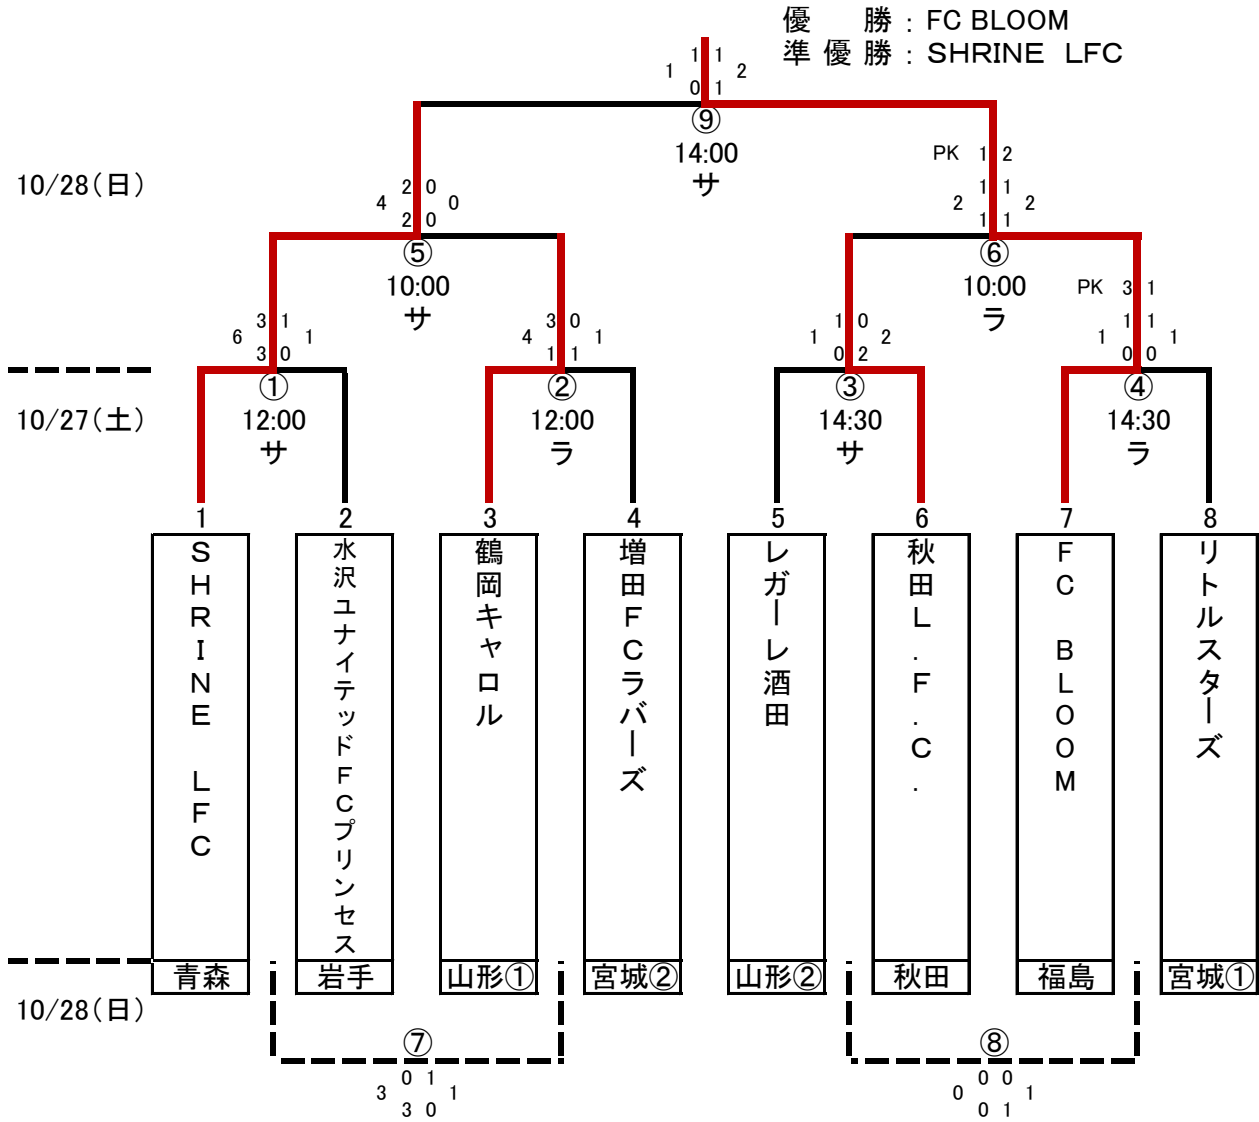 優　勝：FC BLOOM
準優勝：SHRINE LFC
1 1
1 2
0 1
⑨
14:00
サ
10/28(日)
2 0
4 0
2 0
⑤
10:00
サ
PK 1 2
1 1
2 2
1 1
⑥
10:00
ラ
3 1
6 1
3 0
①
12:00
サ
3 0
4 1
1 1
②
12:00
ラ
1 0
1 2
0 2
③
14:30
サ
PK 3 1
1 1
1 1
0 0
④
14:30
ラ
10/27(土)
1 2 3 4 5 6 7 8
SHRINE LFC
水沢ユナイテッドFCプリンセス
鶴岡キャロル
増田FCラバーズ
レガーレ酒田
秋田L.F.C.
FC BLOOM
リトルスターズ
青森 岩手 山形① 宮城② 山形② 秋田 福島 宮城①
10/28(日)
⑦
0 1
3 1
3 0
⑧
0 0
0 1
0 1